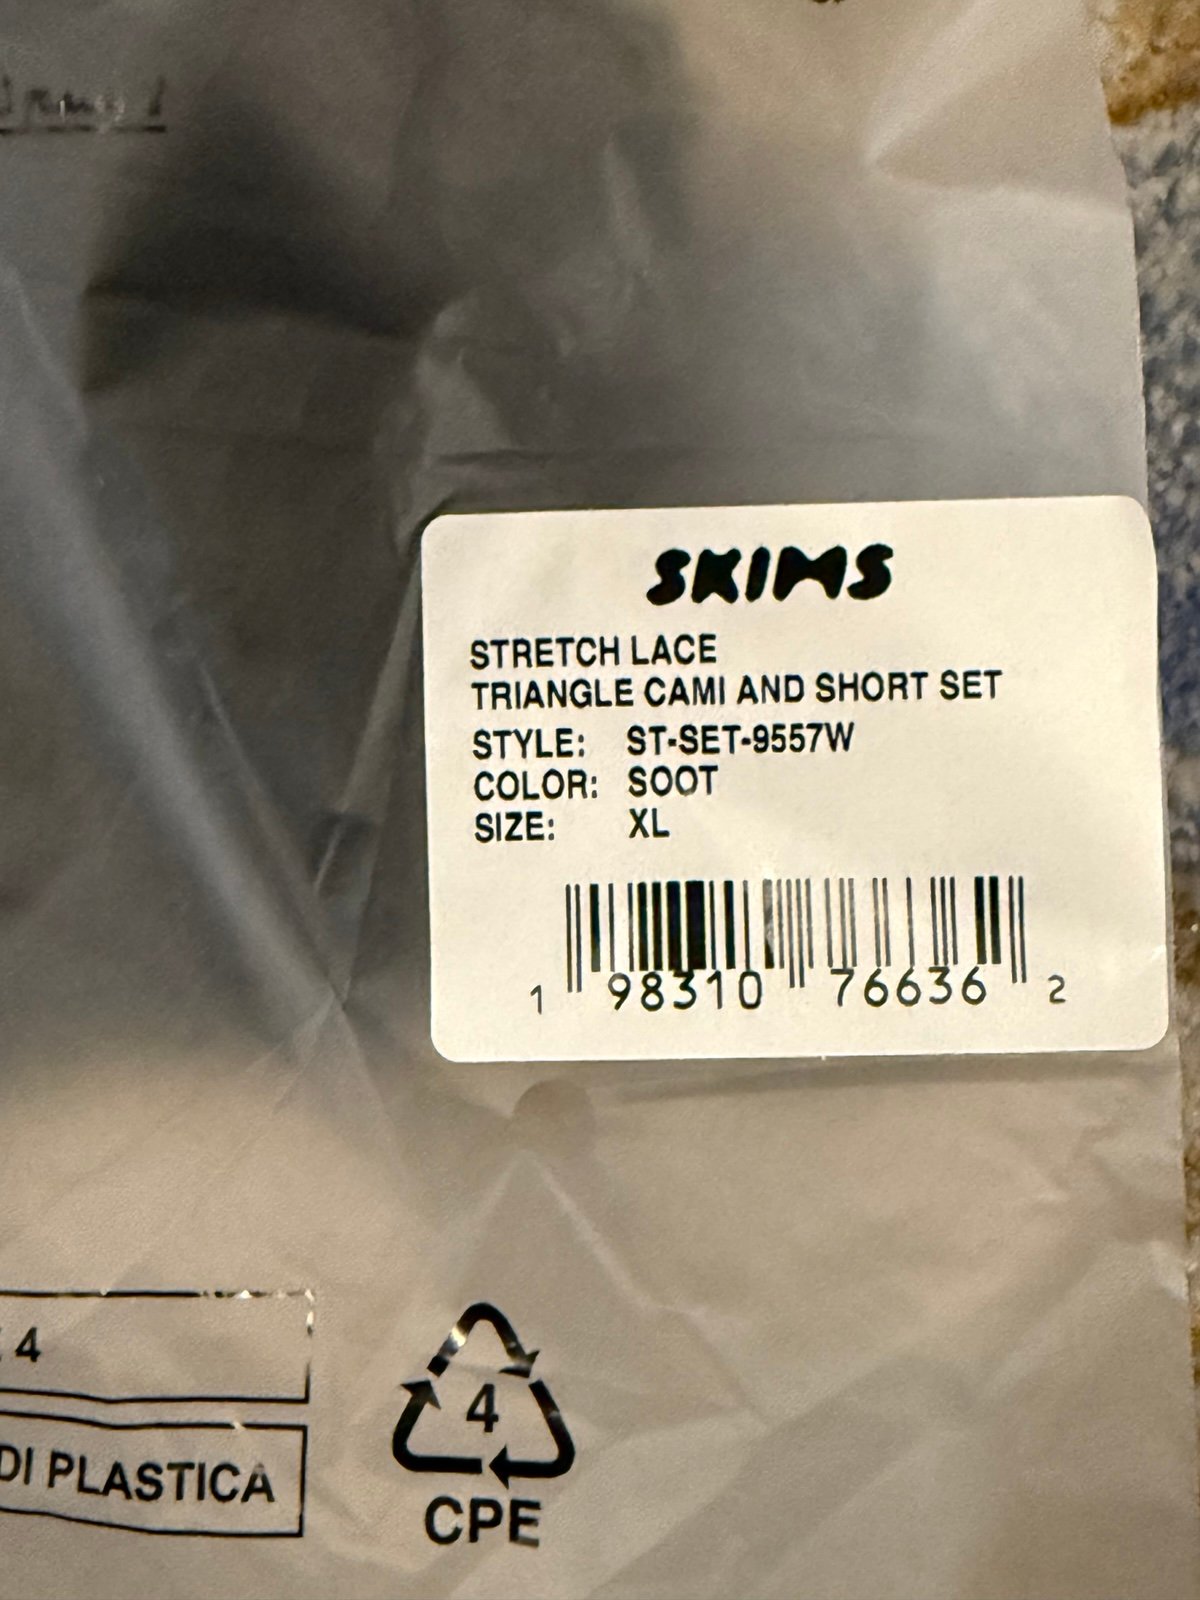 SKIMS
STRETCH LACE
TRIANGLE CAMI AND SHORT SET
STYLE: ST-SET-9557W
COLOR: SOOT
SIZE: XL
1 98310 76636 2
4
DI PLASTICA
4
CPE